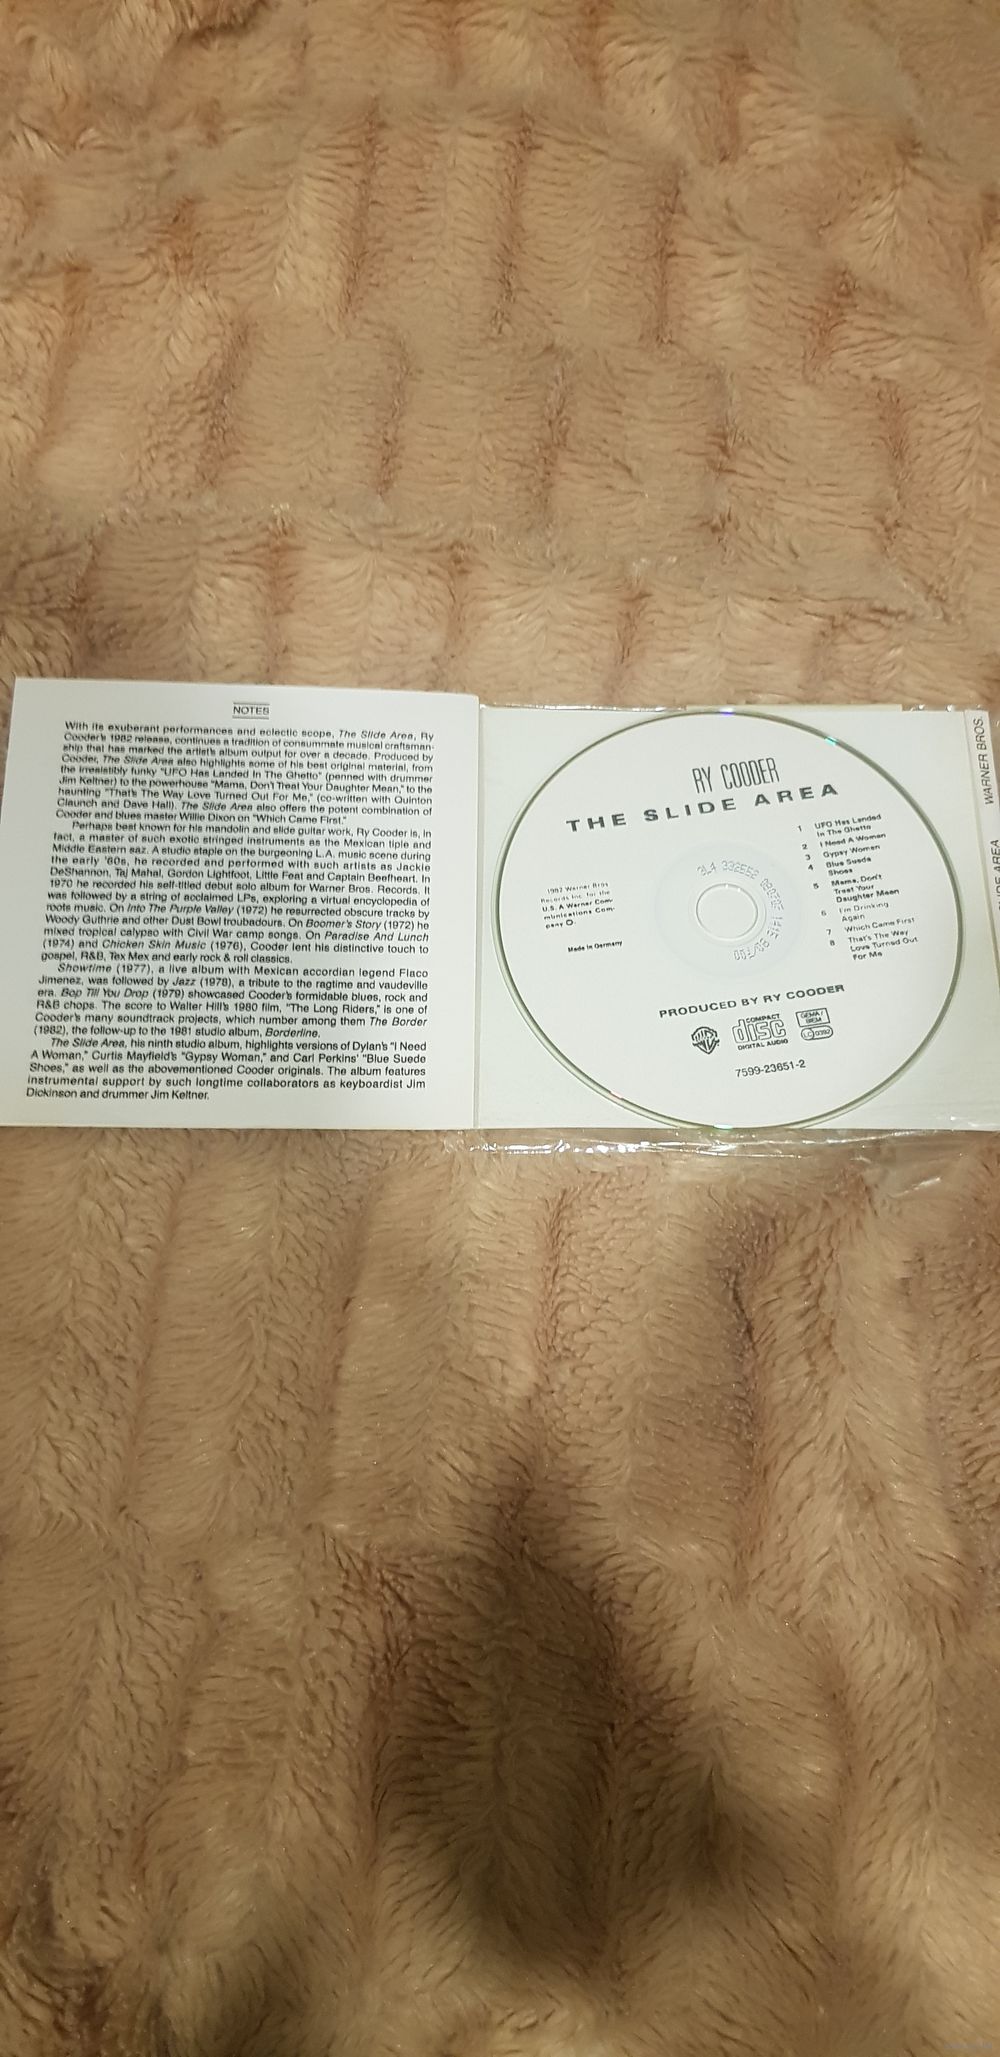 NOTES
With its exuberant performances and eclectic scope, The Slide Area, Ry
Cooder's 1982 release, continues a tradition of consummate musical craftsman-
ship that has marked the artist's album output for over a decade. Produced by
Cooder, The Slide Area also highlights some of his best original material, from
the irresistibly funky "UFO Has Landed In The Ghetto" (penned with drummer
Jim Keltner) to the powerhouse "Mama, Don't Treat Your Daughter Mean," to the
haunting "That's The Way Love Turned Out For Me," (co-written with Quinton
Claunch and Dave Hall). The Slide Area also offers the potent combination of
Cooder and blues master Willie Dixon on "Which Came First."
Perhaps best known for his mandolin and slide guitar work, Ry Cooder is, in
fact, a master of such exotic stringed instruments as the Mexican tiple and
Middle Eastern saz. A studio staple on the burgeoning L.A. music scene during
the early '60s, he recorded and performed with such artists as Jackie
DeShannon, Taj Mahal, Gordon Lightfoot, Little Feat and Captain Beefheart. In
1970 he recorded his self-titled debut solo album for Warner Bros. Records. It
was followed by a string of acclaimed LPs, exploring a virtual encyclopedia of
roots music. On Into The Purple Valley (1972) he resurrected obscure tracks by
Woody Guthrie and other Dust Bowl troubadours. On Boomer's Story (1972) he
mixed tropical calypso with Civil War camp songs. On Paradise And Lunch
(1974) and Chicken Skin Music (1976), Cooder lent his distinctive touch to
gospel, R&B, Tex Mex and early rock & roll classics.
Showtime (1977), a live album with Mexican accordian legend Flaco
Jimenez, was followed by Jazz (1978), a tribute to the ragtime and vaudeville
era. Bop Till You Drop (1979) showcased Cooder's formidable blues, rock and
R&B chops. The score to Walter Hill's 1980 film, "The Long Riders," is one of
Cooder's many soundtrack projects, which number among them The Border
(1982), the follow-up to the 1981 studio album, Borderline.
The Slide Area, his ninth studio album, highlights versions of Dylan's "I Need
A Woman," Curtis Mayfield's "Gypsy Woman," and Carl Perkins' "Blue Suede
Shoes," as well as the abovementioned Cooder originals. The album features
instrumental support by such longtime collaborators as keyboardist Jim
Dickinson and drummer Jim Keltner.
RY COODER
THE SLIDE AREA
1 UFO Has Landed
In The Ghetto
2 I Need A Woman
3 Gypsy Woman
4 Blue Suede
Shoes
5 Mama, Don't
Treat Your
Daughter Mean
6 I'm Drinking
Again
7 Which Came First
8 That's The Way
Love Turned Out
For Me
1982 Warner Bros.
Records Inc. for the
U.S. A Warner Com-
munications Com-
pany
Made in Germany
PRODUCED BY RY COODER
COMPACT
disc
DIGITAL AUDIO
GEMA/
BIEM
LC 0392
7599-23651-2
WARNER BROS.